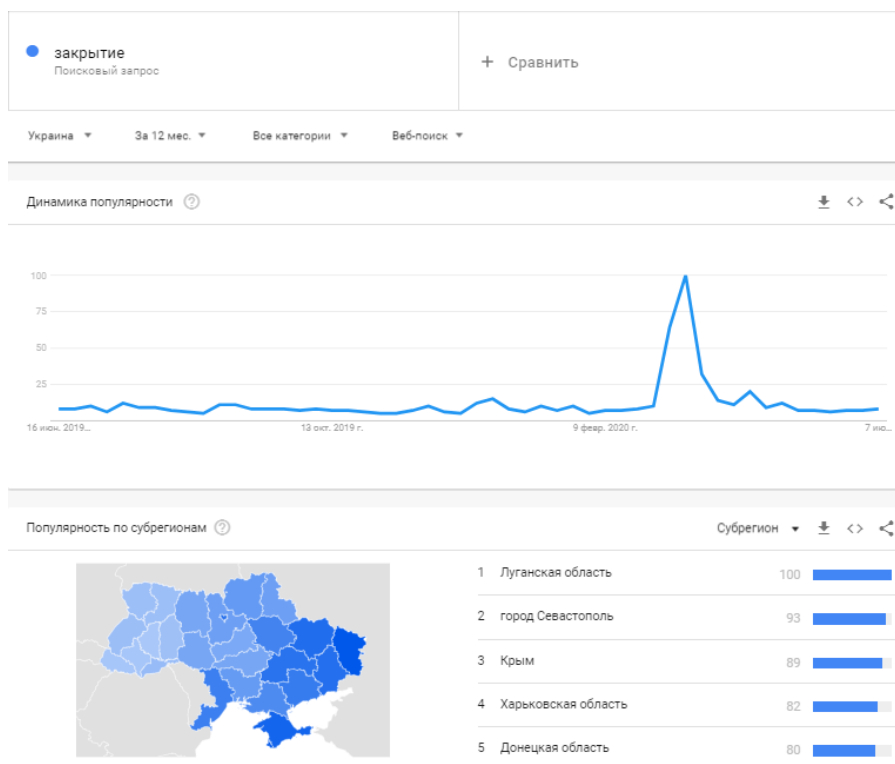 закрытие
Поисковый запрос
+ Сравнить
Украина
За 12 мес.
Все категории
Веб-поиск
Динамика популярности
100
75
50
25
16 июн. 2019...
13 окт. 2019 г.
9 февр. 2020 г.
7 ию...
Популярность по субрегионам
Субрегион
1 Луганская область 100
2 город Севастополь 93
3 Крым 89
4 Харьковская область 82
5 Донецкая область 80